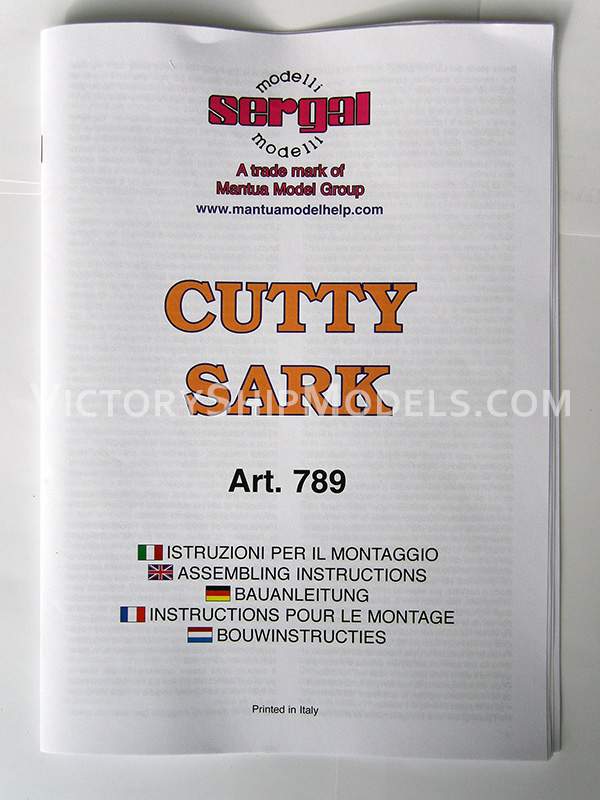 modelli
sergal
modelli
A trade mark of
Mantua Model Group
www.mantuamodelhelp.com
CUTTY
SARK
VICTORYSHIPMODELS.COM
Art. 789
ISTRUZIONI PER IL MONTAGGIO
ASSEMBLING INSTRUCTIONS
BAUANLEITUNG
INSTRUCTIONS POUR LE MONTAGE
BOUWINSTRUCTIES
Printed in Italy